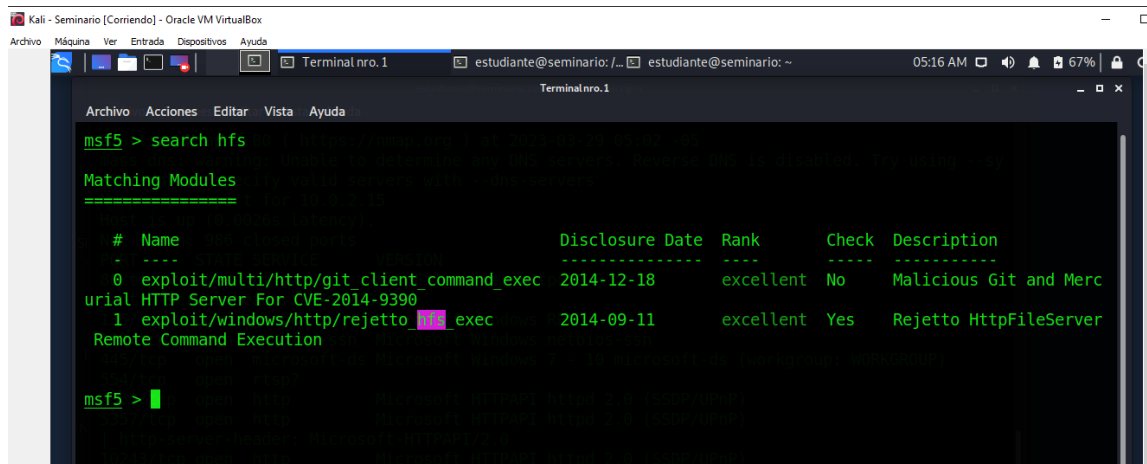 Kali - Seminario [Corriendo] - Oracle VM VirtualBox
Archivo Máquina Ver Entrada Dispositivos Ayuda
Terminal nro. 1 estudiante@seminario: /... estudiante@seminario: ~ 05:16 AM 67%
Terminal nro. 1
Archivo Acciones Editar Vista Ayuda
msf5 > search hfs
Matching Modules
================
# Name Disclosure Date Rank Check Description
- ---- --------------- ---- ----- -----------
0 exploit/multi/http/git_client_command_exec 2014-12-18 excellent No Malicious Git and Merc
urial HTTP Server For CVE-2014-9390
1 exploit/windows/http/rejetto_hfs_exec 2014-09-11 excellent Yes Rejetto HttpFileServer
Remote Command Execution
msf5 >